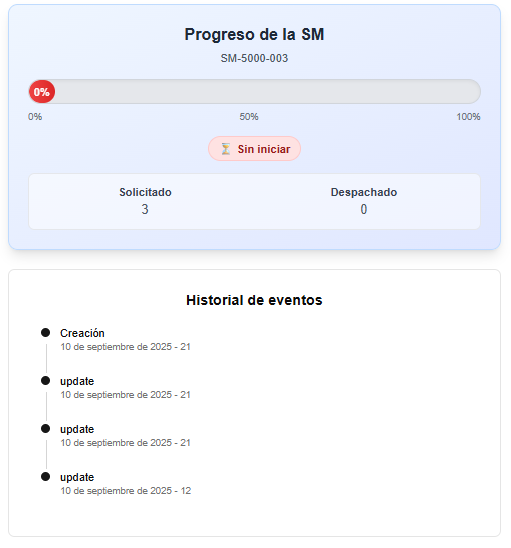 Progreso de la SM
SM-5000-003
0%
0% 50% 100%
⏳ Sin iniciar
Solicitado Despachado
3 0
Historial de eventos
Creación
10 de septiembre de 2025 - 21
update
10 de septiembre de 2025 - 21
update
10 de septiembre de 2025 - 21
update
10 de septiembre de 2025 - 12